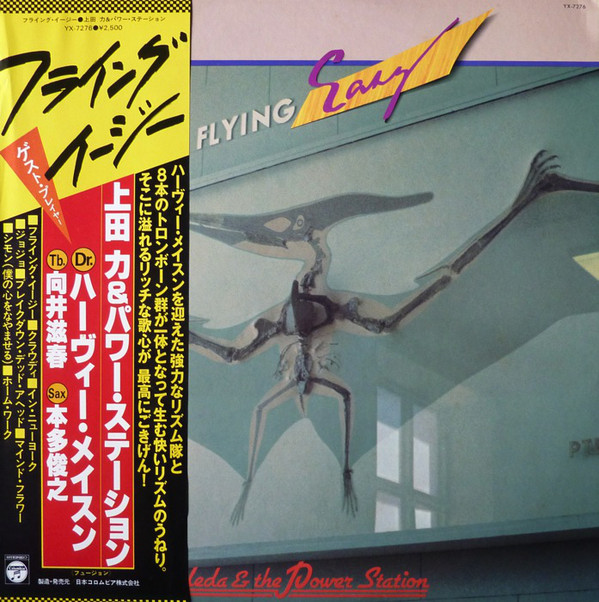 フライング・イージー●上田 力&パワー・ステーション
YX-7276●¥2,500
フライング
イージー
ゲスト・プレイヤー
上田 力&パワー・ステーション
Dr. ハーヴィー・メイスン
Tb. 向井滋春
Sax 本多俊之
ハーヴィー・メイスンを迎えた強力なリズム隊と
8本のトロンボーン群が一体となって生む快いリズムのうねり。
そこに溢れるリッチな歌心が 最高にごきげん!
■フライング・イージー■クラウディ■イン・ニューヨーク
■ジョジョ■ブレイクダウン・デッド・アヘッド■マインド・フラワー
■シモン(僕の心をなやませる)■ホーム・ワーク
(フュージョン)
製造・発売元 日本コロムビア株式会社
YX-7276
FLYING Easy
Ueda & the Power Station